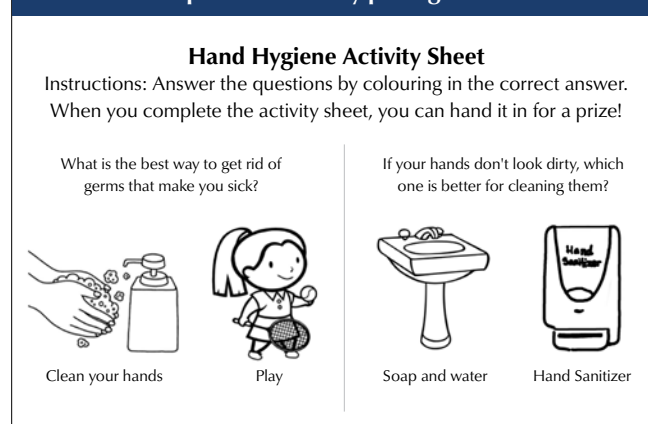 Hand Hygiene Activity Sheet
Instructions: Answer the questions by colouring in the correct answer.
When you complete the activity sheet, you can hand it in for a prize!
What is the best way to get rid of
germs that make you sick?
Clean your hands
Play
If your hands don't look dirty, which
one is better for cleaning them?
Hand
Sanitizer
Soap and water
Hand Sanitizer